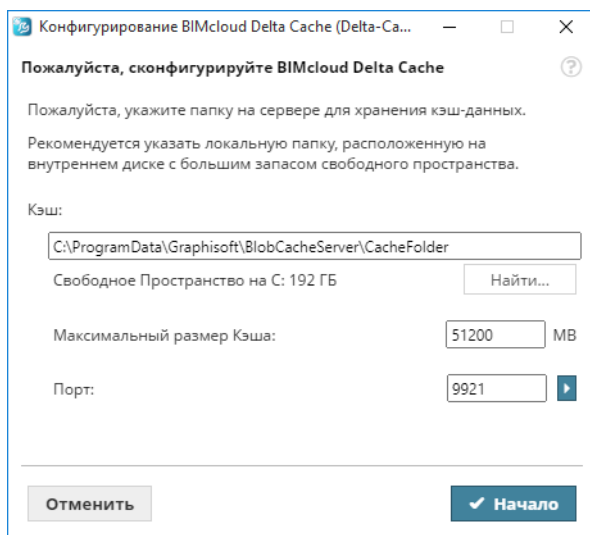 Конфигурирование BIMcloud Delta Cache (Delta-Ca...
Пожалуйста, сконфигурируйте BIMcloud Delta Cache
?
Пожалуйста, укажите папку на сервере для хранения кэш-данных.
Рекомендуется указать локальную папку, расположенную на
внутреннем диске с большим запасом свободного пространства.
Кэш:
C:\ProgramData\Graphisoft\BlobCacheServer\CacheFolder
Свободное Пространство на C: 192 ГБ
Найти...
Максимальный размер Кэша: 51200 MB
Порт: 9921
Отменить
Начало